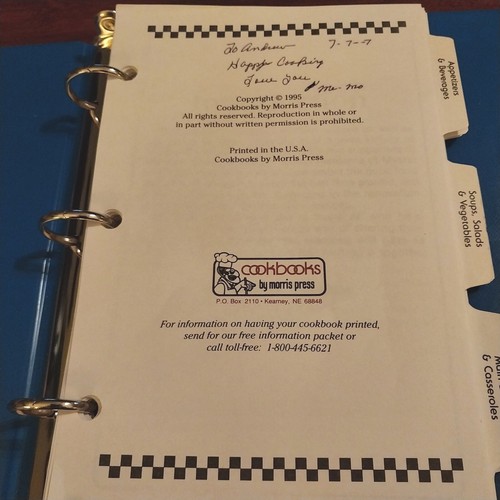 To Andrew 7-7-7
Happy Cooking
Love You
Me-Mo
Copyright © 1995
Cookbooks by Morris Press
All rights reserved. Reproduction in whole or
in part without written permission is prohibited.
Printed in the U.S.A.
Cookbooks by Morris Press
cookbooks
by morris press
P.O. Box 2110 • Kearney, NE 68848
For information on having your cookbook printed,
send for our free information packet or
call toll-free: 1-800-445-6621
Appetizers
& Beverages
Soups, Salads
& Vegetables
& Casseroles